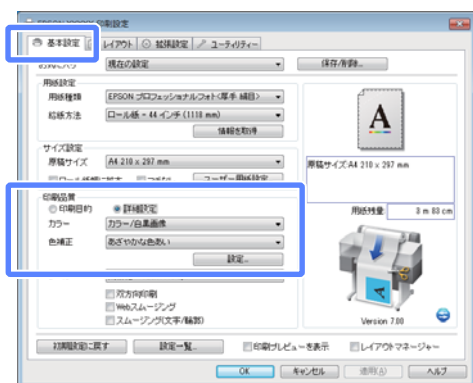 印刷設定
基本設定 レイアウト 拡張設定 ユーティリティー
現在の設定 保存/削除...
用紙設定
用紙種類 EPSON プロフェッショナルフォト<厚手 絹目>
給紙方法 ロール紙 - 44 インチ (1118 mm)
情報を取得
サイズ設定
原稿サイズ A4 210 x 297 mm
原稿サイズ:A4 210 x 297 mm
印刷品質
印刷目的 詳細設定
用紙残量 3 m 83 cm
カラー カラー/白黒画像
色補正 あざやかな色あい
設定...
双方向印刷
Webスムージング
スムージング(文字/輪郭)
Version 7.00
初期設定に戻す 設定一覧... 印刷プレビューを表示 レイアウトマネージャー
OK キャンセル 適用(A) ヘルプ